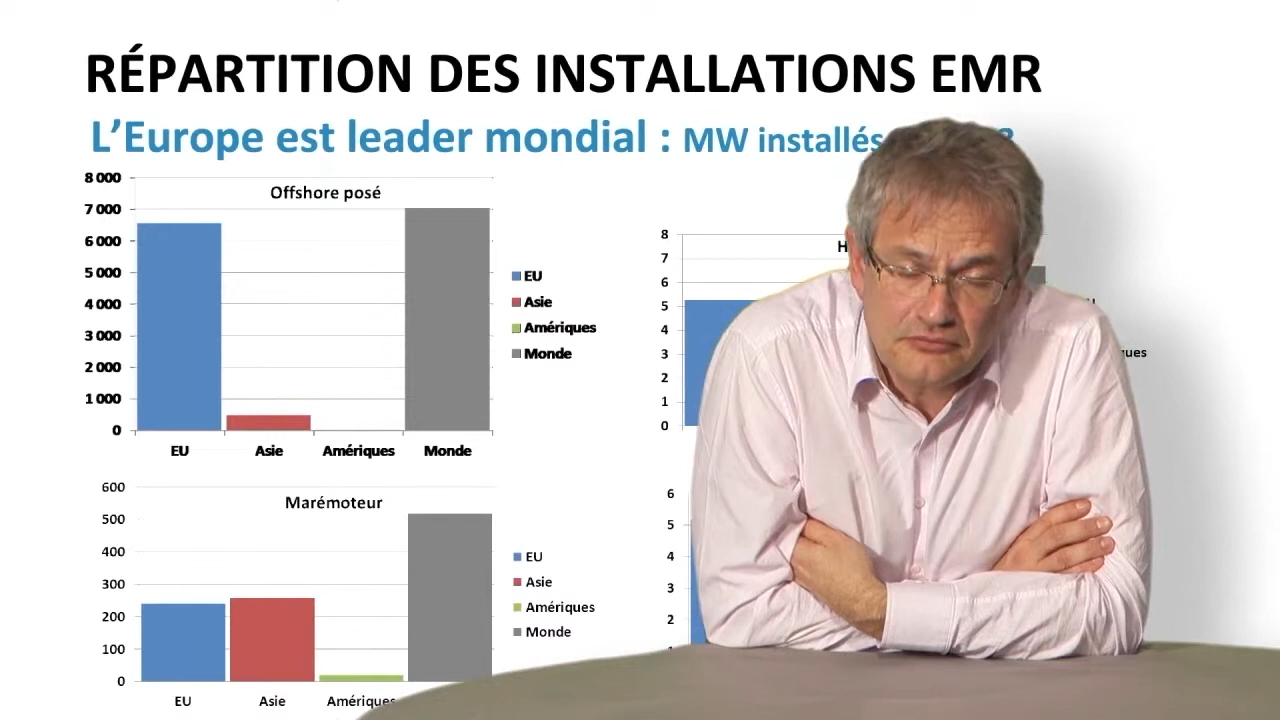 RÉPARTITION DES INSTALLATIONS EMR
L’Europe est leader mondial : MW installés
8 000
Offshore posé
7 000
6 000
5 000
4 000
3 000
2 000
1 000
0
EU
Asie
Amériques
Monde
EU
Asie
Amériques
Monde
8
7
6
5
4
3
2
1
0
600
Marémoteur
500
400
300
200
100
0
EU
Asie
Amériques
EU
Asie
Amériques
Monde
6
5
4
3
2